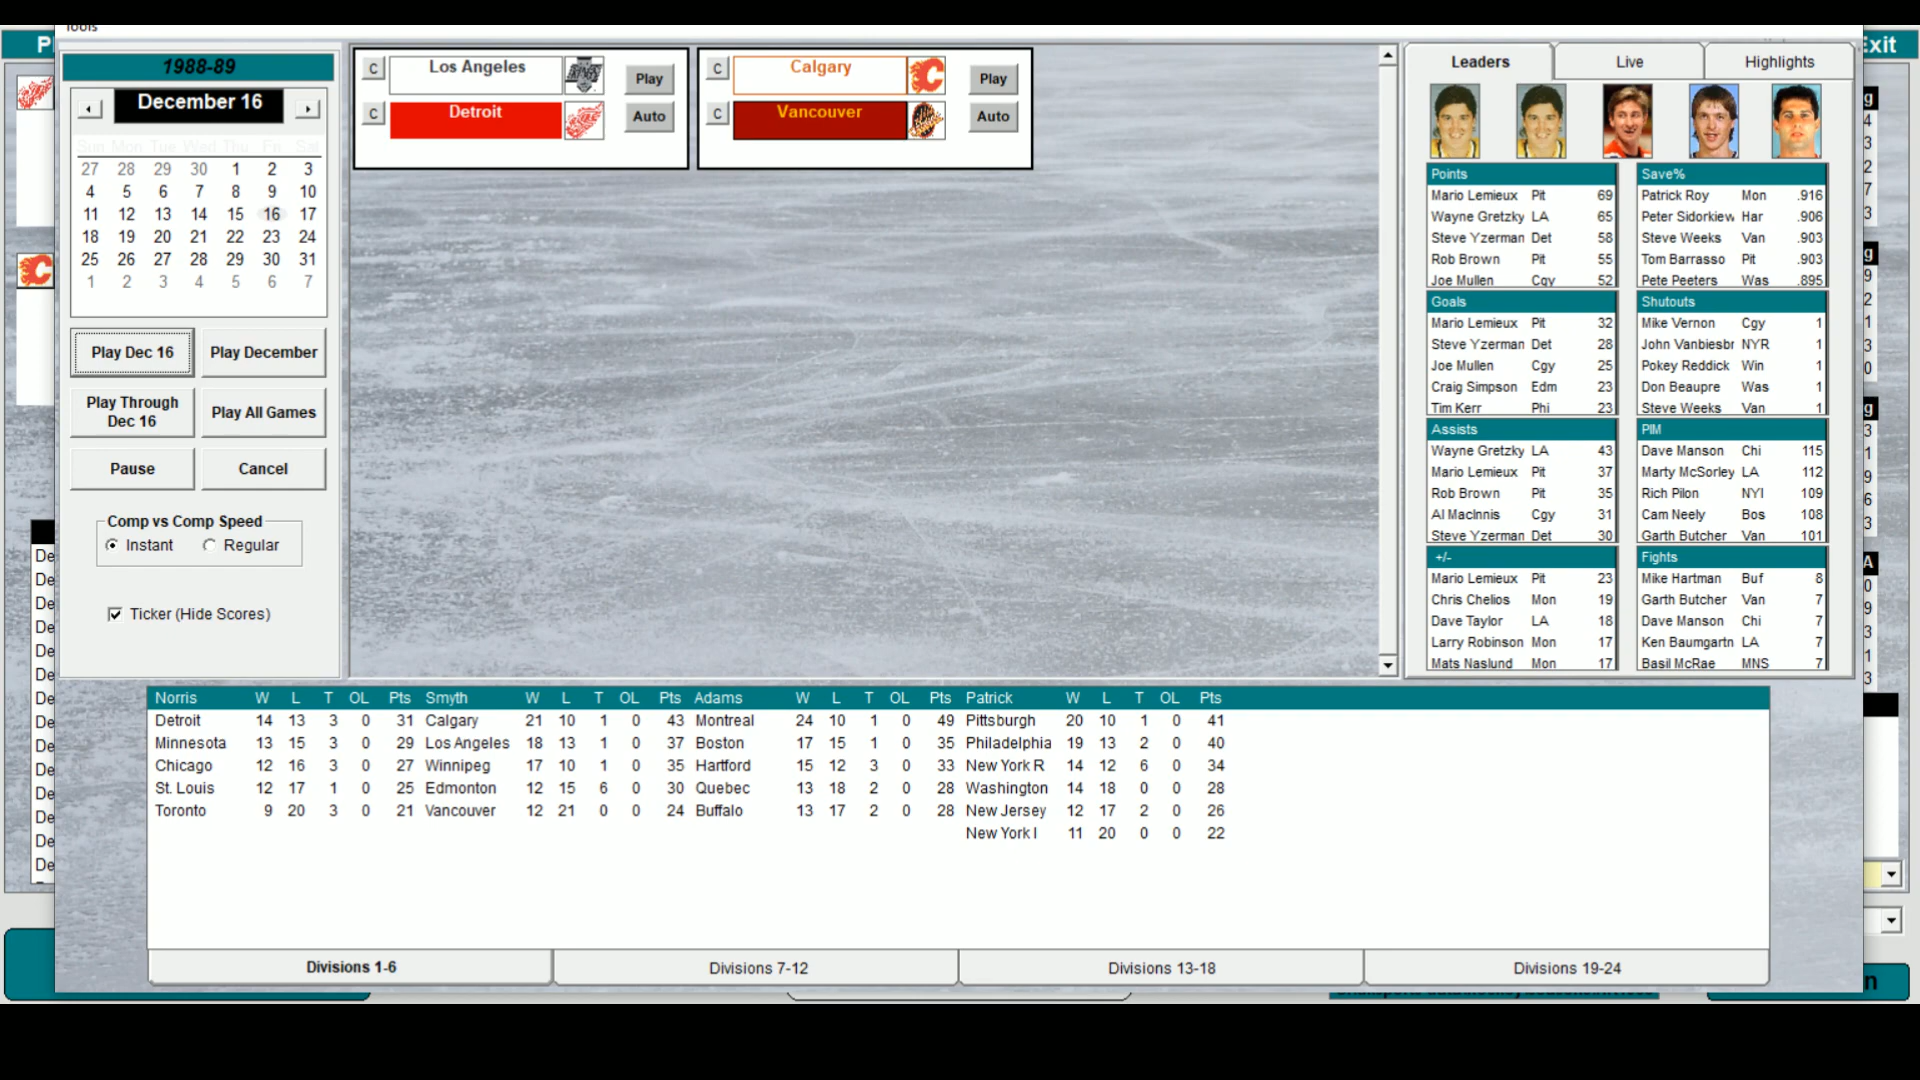 Tools
Exit
1988-89
December 16
Sun Mon Tue Wed Thu Fri Sat
27 28 29 30 1 2 3
4 5 6 7 8 9 10
11 12 13 14 15 16 17
18 19 20 21 22 23 24
25 26 27 28 29 30 31
1 2 3 4 5 6 7
Play Dec 16
Play December
Play Through
Dec 16
Play All Games
Pause
Cancel
Comp vs Comp Speed
Instant Regular
Ticker (Hide Scores)
C Los Angeles Play
C Detroit Auto
C Calgary Play
C Vancouver Auto
Leaders Live Highlights
Points
Mario Lemieux Pit 69
Wayne Gretzky LA 65
Steve Yzerman Det 58
Rob Brown Pit 55
Joe Mullen Cgy 52
Save%
Patrick Roy Mon .916
Peter Sidorkiew Har .906
Steve Weeks Van .903
Tom Barrasso Pit .903
Pete Peeters Was .895
Goals
Mario Lemieux Pit 32
Steve Yzerman Det 28
Joe Mullen Cgy 25
Craig Simpson Edm 23
Tim Kerr Phi 23
Shutouts
Mike Vernon Cgy 1
John Vanbiesbr NYR 1
Pokey Reddick Win 1
Don Beaupre Was 1
Steve Weeks Van 1
Assists
Wayne Gretzky LA 43
Mario Lemieux Pit 37
Rob Brown Pit 35
Al MacInnis Cgy 31
Steve Yzerman Det 30
PIM
Dave Manson Chi 115
Marty McSorley LA 112
Rich Pilon NYI 109
Cam Neely Bos 108
Garth Butcher Van 101
+/-
Mario Lemieux Pit 23
Chris Chelios Mon 19
Dave Taylor LA 18
Larry Robinson Mon 17
Mats Naslund Mon 17
Fights
Mike Hartman Buf 8
Garth Butcher Van 7
Dave Manson Chi 7
Ken Baumgartn LA 7
Basil McRae MNS 7
Norris W L T OL Pts Smyth W L T OL Pts Adams W L T OL Pts Patrick W L T OL Pts
Detroit 14 13 3 0 31 Calgary 21 10 1 0 43 Montreal 24 10 1 0 49 Pittsburgh 20 10 1 0 41
Minnesota 13 15 3 0 29 Los Angeles 18 13 1 0 37 Boston 17 15 1 0 35 Philadelphia 19 13 2 0 40
Chicago 12 16 3 0 27 Winnipeg 17 10 1 0 35 Hartford 15 12 3 0 33 New York R 14 12 6 0 34
St. Louis 12 17 1 0 25 Edmonton 12 15 6 0 30 Quebec 13 18 2 0 28 Washington 14 18 0 0 28
Toronto 9 20 3 0 21 Vancouver 12 21 0 0 24 Buffalo 13 17 2 0 28 New Jersey 12 17 2 0 26
New York I 11 20 0 0 22
Divisions 1-6 Divisions 7-12 Divisions 13-18 Divisions 19-24